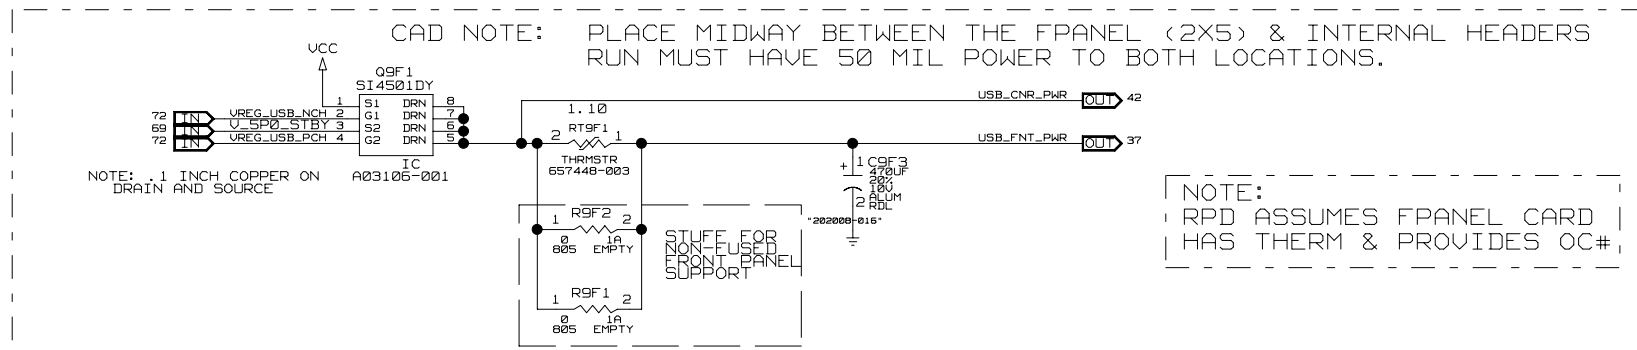 CAD NOTE: PLACE MIDWAY BETWEEN THE FPANEL (2X5) & INTERNAL HEADERS
RUN MUST HAVE 50 MIL POWER TO BOTH LOCATIONS.
VCC
Q9F1
SI4501DY
1 S1 DRN 8
72 IN VREG_USB_NCH 2 G1 DRN 7
69 IN V_5P0_STBY 3 S2 DRN 6
72 IN VREG_USB_PCH 4 G2 DRN 5
IC
A03106-001
NOTE: .1 INCH COPPER ON
DRAIN AND SOURCE
USB_CNR_PWR OUT 42
1.10
2 RT9F1 1
THRMSTR
657448-003
USB_FNT_PWR OUT 37
+ 1 C9F3
470UF
20%
10V
ALUM
2 RDL
"202008-016"
1 R9F2 2
0 1A
805 EMPTY
STUFF FOR
NON-FUSED
FRONT PANEL
SUPPORT
1 R9F1 2
0 1A
805 EMPTY
NOTE:
RPD ASSUMES FPANEL CARD
HAS THERM & PROVIDES OC#